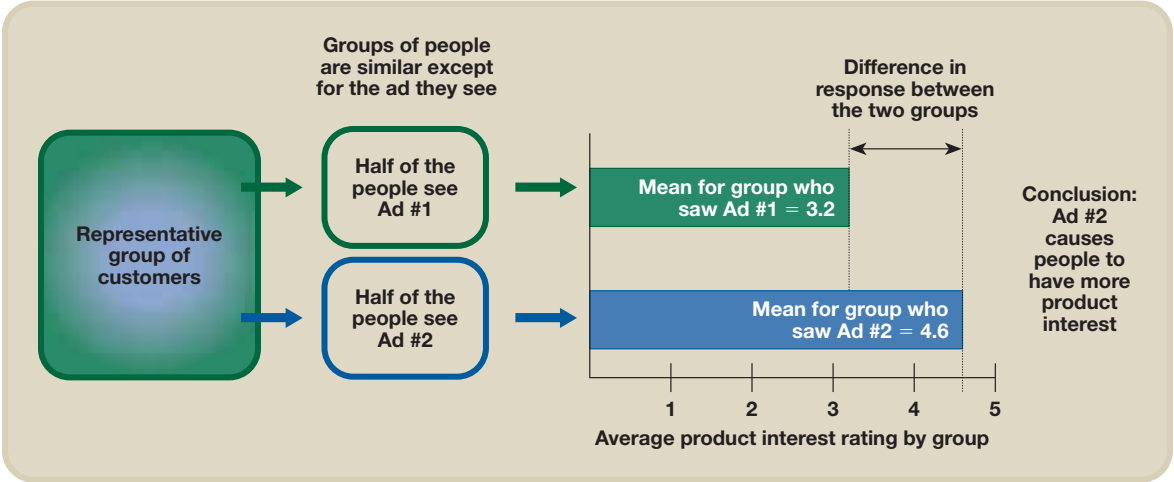 Groups of people
are similar except
for the ad they see
Difference in
response between
the two groups
Representative
group of
customers
Half of the
people see
Ad #1
Half of the
people see
Ad #2
Mean for group who
saw Ad #1 = 3.2
Mean for group who
saw Ad #2 = 4.6
1 2 3 4 5
Average product interest rating by group
Conclusion:
Ad #2
causes
people to
have more
product
interest